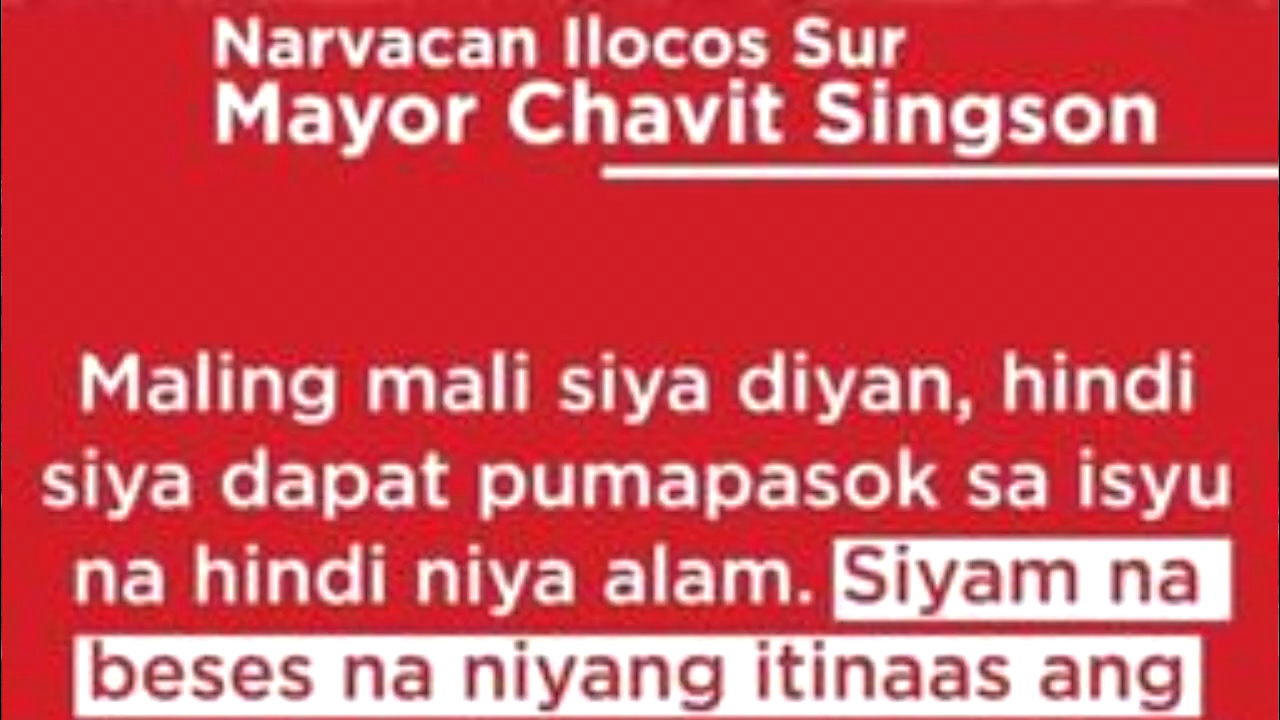 Narvacan Ilocos Sur
Mayor Chavit Singson
Maling mali siya diyan, hindi
siya dapat pumapasok sa isyu
na hindi niya alam. Siyam na
beses na niyang itinaas ang